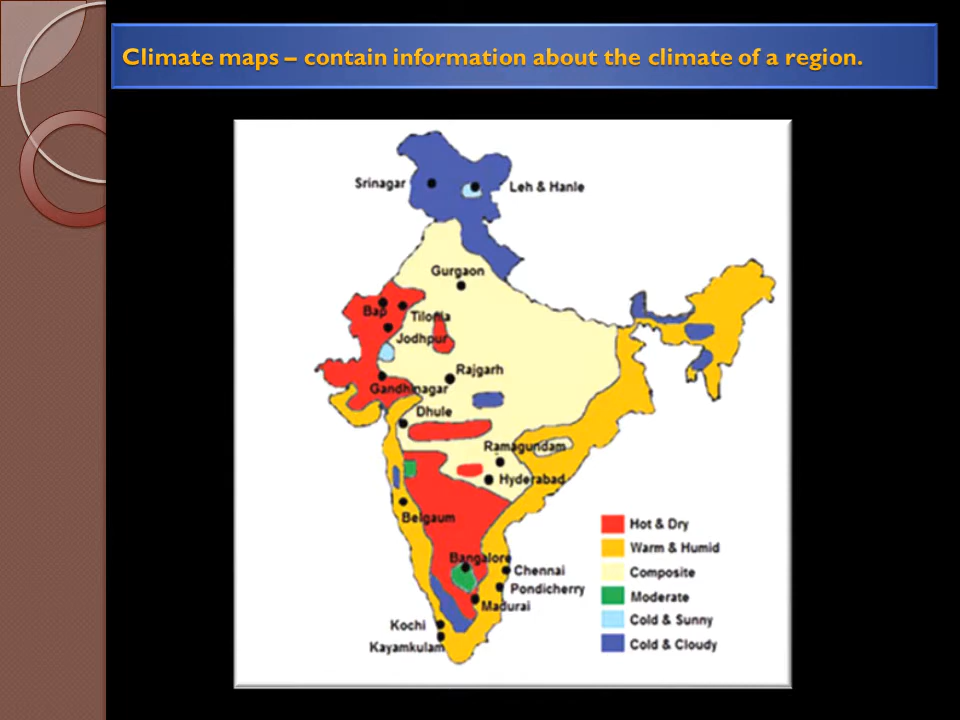 Climate maps – contain information about the climate of a region.
Srinagar
Leh & Hanle
Gurgaon
Bap
Tilonia
Jodhpur
Rajgarh
Gandhinagar
Dhule
Ramagundam
Hyderabad
Belgaum
Hot & Dry
Warm & Humid
Bangalore
Chennai
Composite
Pondicherry
Moderate
Madurai
Cold & Sunny
Kochi
Cold & Cloudy
Kayamkulam